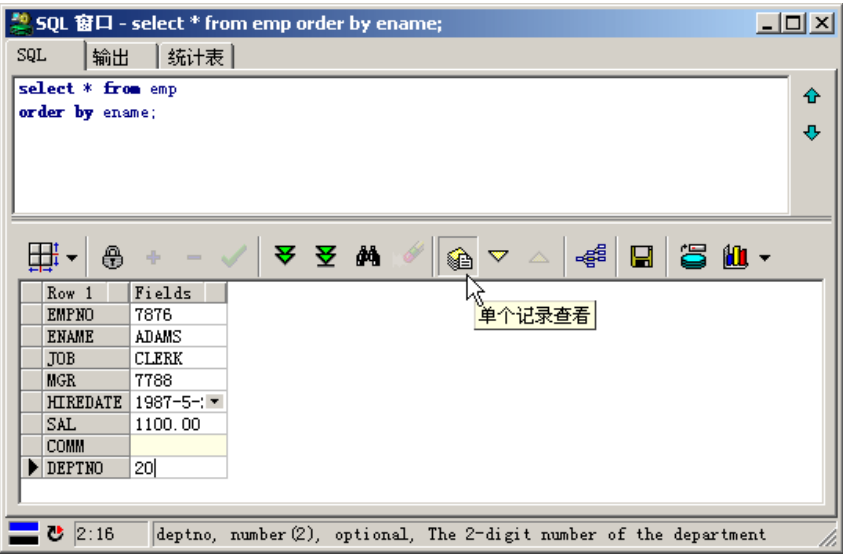 SQL 窗口 - select * from emp order by ename;
SQL 输出 统计表
select * from emp
order by ename;
Row 1 Fields
EMPNO 7876
ENAME ADAMS
JOB CLERK
MGR 7788
HIREDATE 1987-5-
SAL 1100.00
COMM
DEPTNO 20
单个记录查看
2:16 deptno, number(2), optional, The 2-digit number of the department